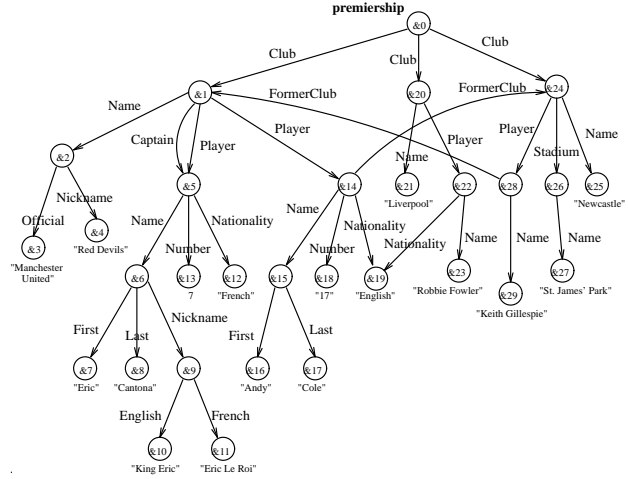 premiership
&0
Club
Club
Club
&1
FormerClub
&20
FormerClub
&24
Name
Captain
Player
Player
Name
Player
Player
Stadium
Name
&2
&5
&14
&21
&22
&28
&26
&25
"Liverpool"
"Newcastle"
Official
Nickname
Name
Number
Nationality
Name
Number
Nationality
Nationality
Name
Name
Name
&3
&4
"Manchester
United"
"Red Devils"
&6
&13
&12
&15
&18
&19
&23
&27
7
"French"
"17"
"English"
"Robbie Fowler"
"St. James' Park"
&29
"Keith Gillespie"
First
Last
Nickname
First
Last
&7
&8
&9
&16
&17
"Eric"
"Cantona"
"Andy"
"Cole"
English
French
&10
&11
"King Eric"
"Eric Le Roi"